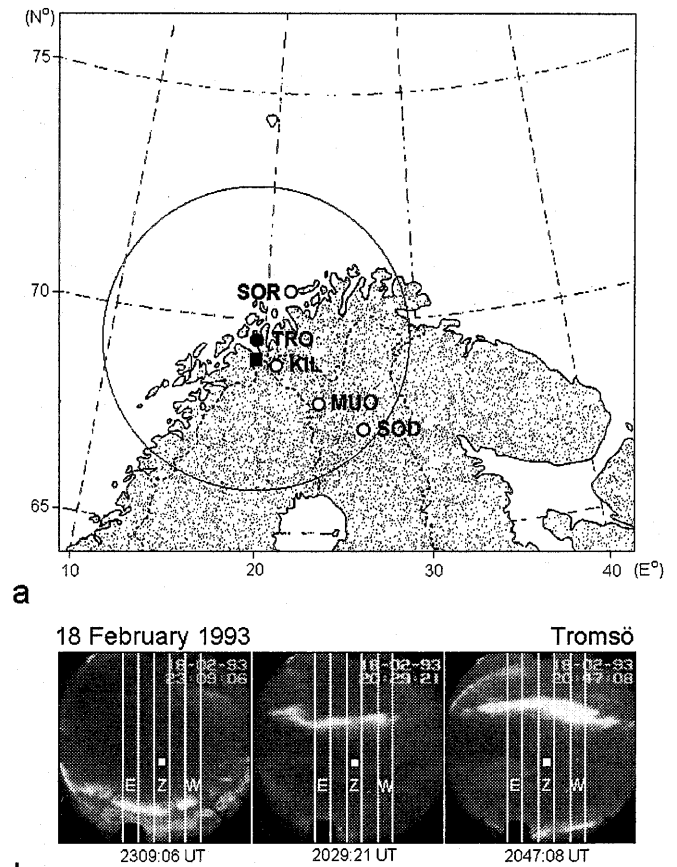 (N°)
75
70
65
SOR
TRO
KIL
MUO
SOD
10 20 30 40 (E°)
a
18 February 1993 Tromsö
18-02-93 18-02-93 18-02-93
23:09:06 20:29:21 20:47:08
E Z W E Z W E Z W
2309:06 UT 2029:21 UT 2047:08 UT